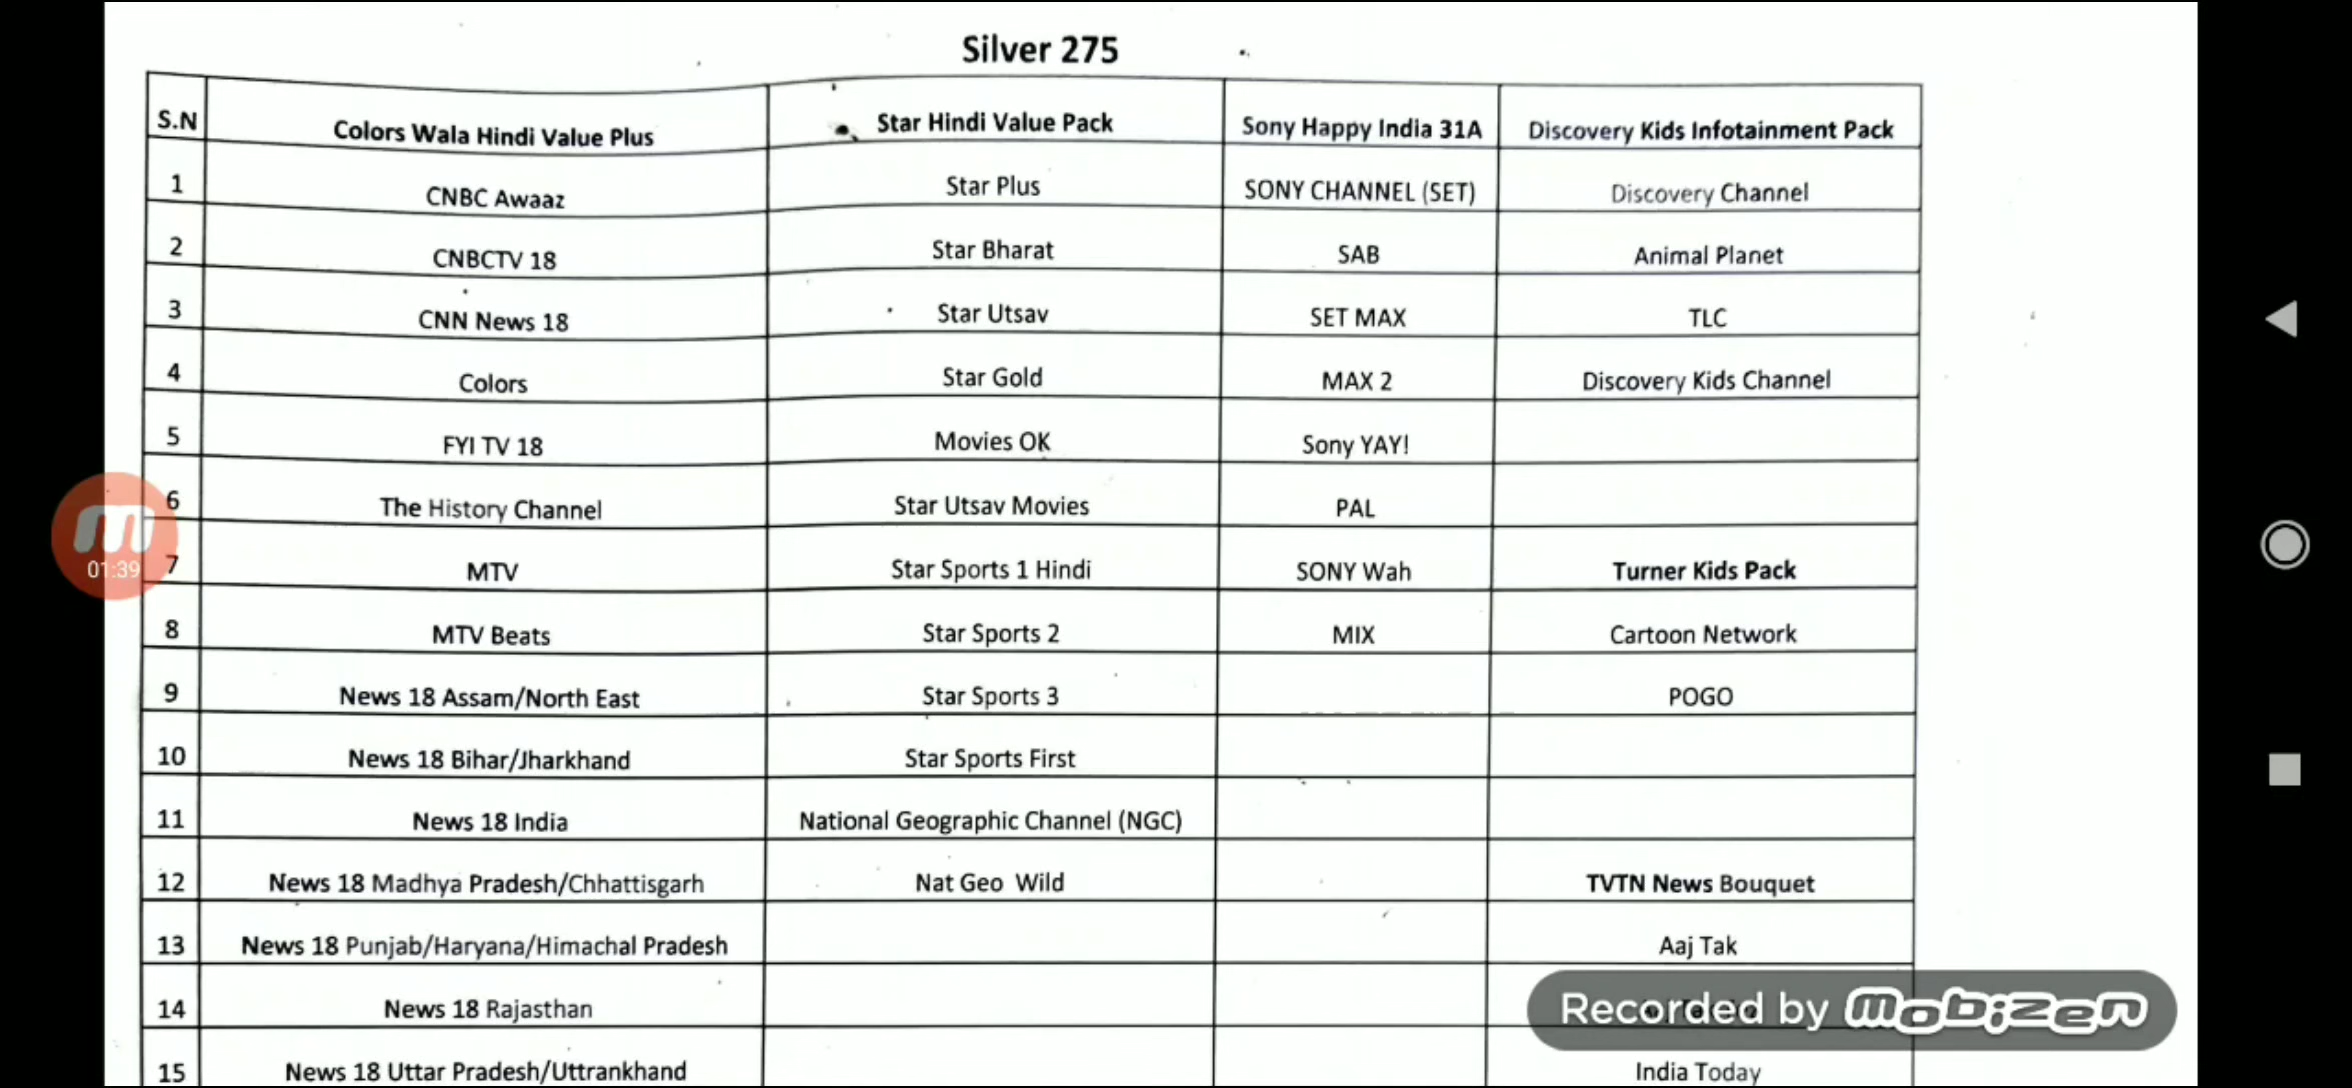 Silver 275
S.N Colors Wala Hindi Value Plus Star Hindi Value Pack Sony Happy India 31A Discovery Kids Infotainment Pack
1 CNBC Awaaz Star Plus SONY CHANNEL (SET) Discovery Channel
2 CNBCTV 18 Star Bharat SAB Animal Planet
3 CNN News 18 Star Utsav SET MAX TLC
4 Colors Star Gold MAX 2 Discovery Kids Channel
5 FYI TV 18 Movies OK Sony YAY!
6 The History Channel Star Utsav Movies PAL
01:39
7 MTV Star Sports 1 Hindi SONY Wah Turner Kids Pack
8 MTV Beats Star Sports 2 MIX Cartoon Network
9 News 18 Assam/North East Star Sports 3 POGO
10 News 18 Bihar/Jharkhand Star Sports First
11 News 18 India National Geographic Channel (NGC)
12 News 18 Madhya Pradesh/Chhattisgarh Nat Geo Wild TVTN News Bouquet
13 News 18 Punjab/Haryana/Himachal Pradesh Aaj Tak
14 News 18 Rajasthan
Recorded by mobizen
15 News 18 Uttar Pradesh/Uttrankhand India Today